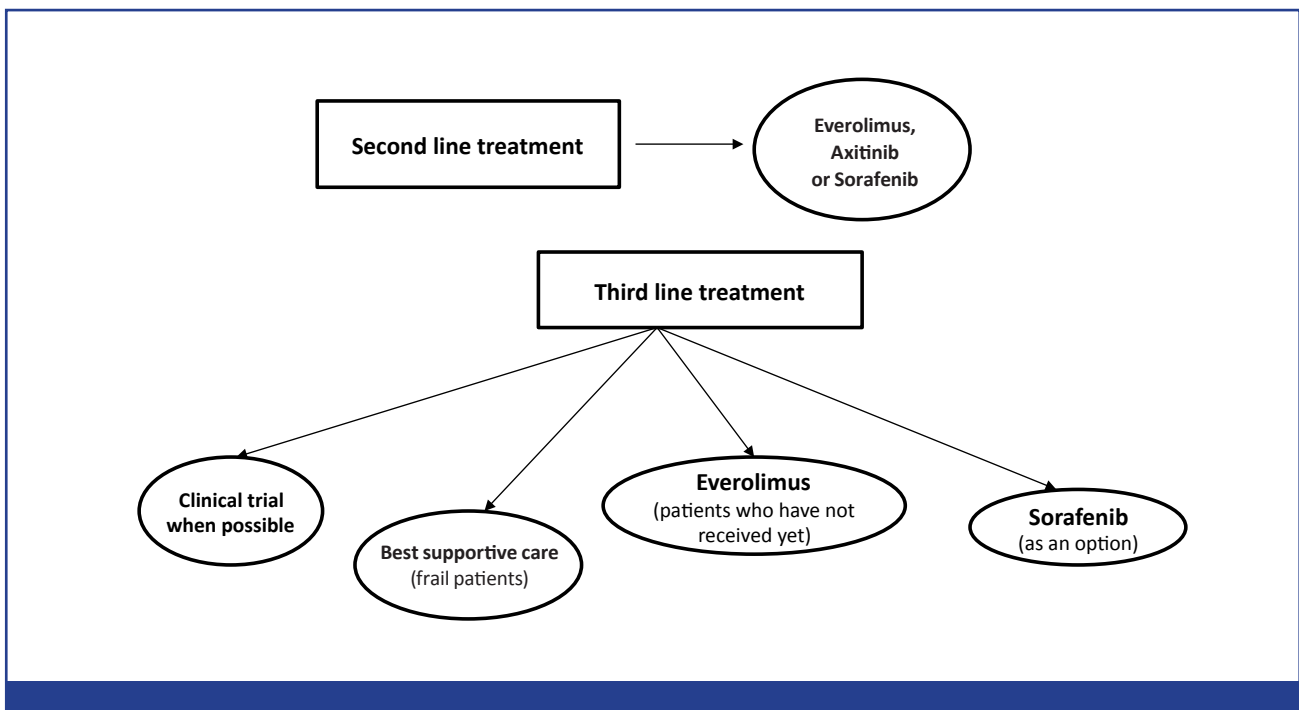 Second line treatment
Everolimus,
Axitinib
or Sorafenib
Third line treatment
Clinical trial
when possible
Best supportive care
(frail patients)
Everolimus
(patients who have not
received yet)
Sorafenib
(as an option)